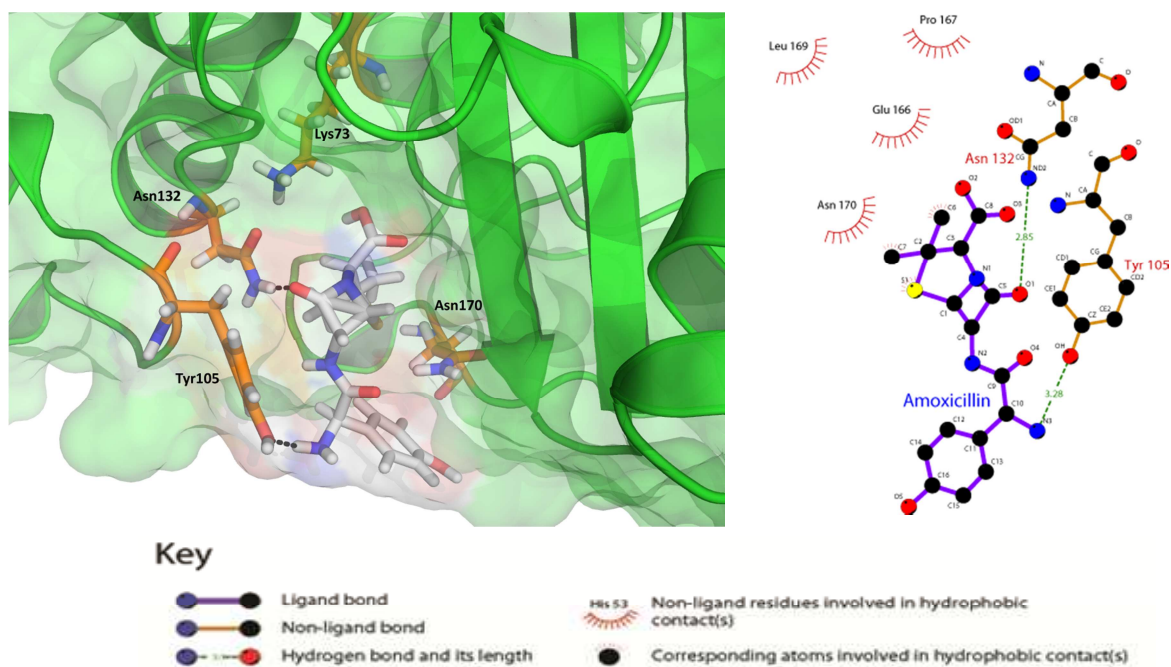 Lys73
Asn132
Asn170
Tyr105
Pro 167
Leu 169
Glu 166
Asn 170
N
C
O
CA
CB
OD1
CG
ND2
Asn 132
C
O
CA
N
CB
CG
CD1
CD2
CE1
CE2
CZ
OH
Tyr 105
2.85
3.28
O2
C8
O3
C6
C3
C2
C7
S1
N1
C5
O1
C1
C4
N2
O4
C9
C10
N3
Amoxicillin
C12
C11
C14
C13
C16
C15
O5
Key
Ligand bond
Non-ligand bond
Hydrogen bond and its length
His 53
Non-ligand residues involved in hydrophobic
contact(s)
Corresponding atoms involved in hydrophobic contact(s)